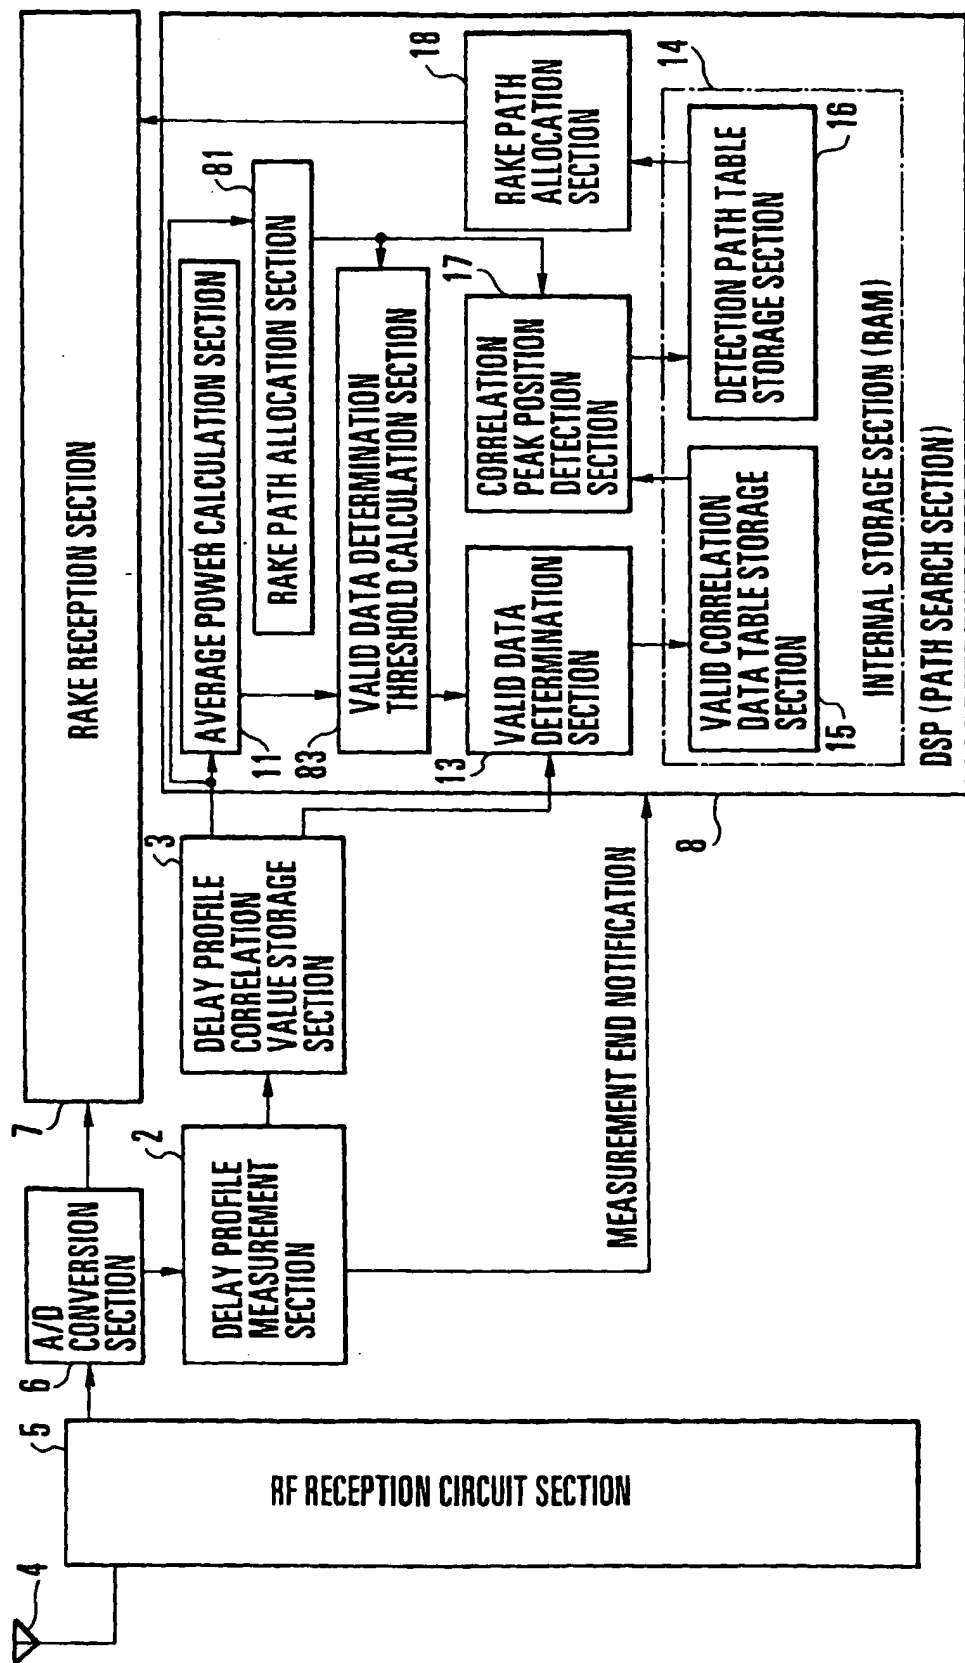 4
5
RF RECEPTION CIRCUIT SECTION
6
A/D
CONVERSION
SECTION
7
RAKE RECEPTION SECTION
2
DELAY PROFILE
MEASUREMENT
SECTION
3
DELAY PROFILE
CORRELATION
VALUE STORAGE
SECTION
MEASUREMENT END NOTIFICATION
8
AVERAGE POWER CALCULATION SECTION
11
81
RAKE PATH ALLOCATION SECTION
83
VALID DATA DETERMINATION
THRESHOLD CALCULATION SECTION
13
VALID DATA
DETERMINATION
SECTION
17
CORRELATION
PEAK POSITION
DETECTION
SECTION
18
RAKE PATH
ALLOCATION
SECTION
14
VALID CORRELATION
DATA TABLE STORAGE
SECTION
15
DETECTION PATH TABLE
STORAGE SECTION
16
INTERNAL STORAGE SECTION (RAM)
DSP (PATH SEARCH SECTION)